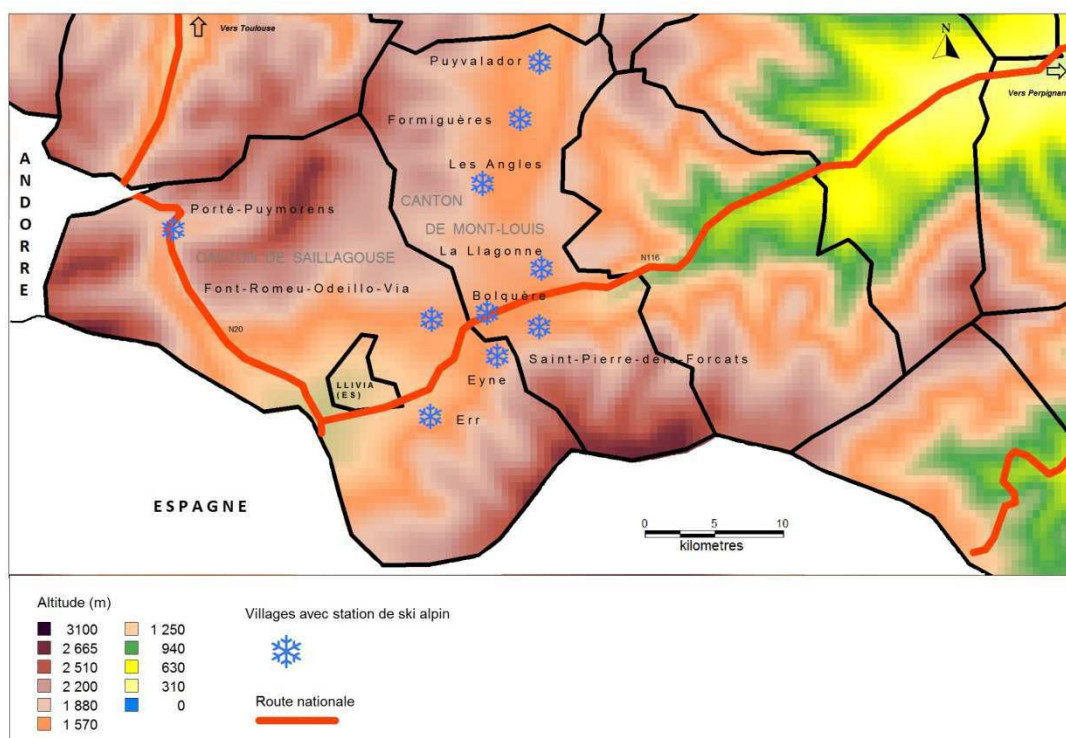 Vers Toulouse
N
Vers Perpignan
Puyvalador
Formiguères
Les Angles
ANDORRE
CANTON
DE MONT-LOUIS
Porté-Puymorens
La Llagonne
CANTON DE SAILLAGOUSE
N116
Font-Romeu-Odeillo-Via
Bolquère
N20
Saint-Pierre-dels-Forcats
LLIVIA
(ES)
Eyne
Err
ESPAGNE
0 5 10
kilometres
Altitude (m)
3100
2 665
2 510
2 200
1 880
1 570
1 250
940
630
310
0
Villages avec station de ski alpin
Route nationale